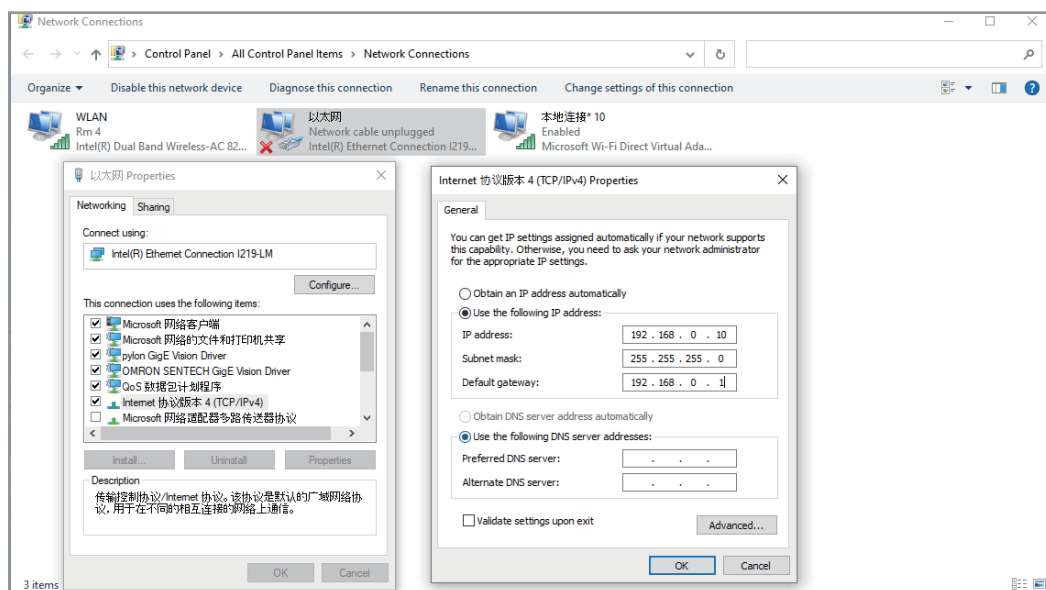 Network Connections
Control Panel > All Control Panel Items > Network Connections
Organize Disable this network device Diagnose this connection Rename this connection Change settings of this connection
WLAN
Rm 4
Intel(R) Dual Band Wireless-AC 82...
以太网
Network cable unplugged
Intel(R) Ethernet Connection I219...
本地连接* 10
Enabled
Microsoft Wi-Fi Direct Virtual Ada...
以太网 Properties
Networking Sharing
Connect using:
Intel(R) Ethernet Connection I219-LM
Configure...
This connection uses the following items:
Microsoft 网络客户端
Microsoft 网络的文件和打印机共享
pylon GigE Vision Driver
OMRON SENTECH GigE Vision Driver
QoS 数据包计划程序
Internet 协议版本 4 (TCP/IPv4)
Microsoft 网络适配器多路传送器协议
Install... Uninstall Properties
Description
传输控制协议/Internet 协议。该协议是默认的广域网络协
议，用于在不同的相互连接的网络上通信。
OK Cancel
Internet 协议版本 4 (TCP/IPv4) Properties
General
You can get IP settings assigned automatically if your network supports
this capability. Otherwise, you need to ask your network administrator
for the appropriate IP settings.
Obtain an IP address automatically
Use the following IP address:
IP address: 192 . 168 . 0 . 10
Subnet mask: 255 . 255 . 255 . 0
Default gateway: 192 . 168 . 0 . 1
Obtain DNS server address automatically
Use the following DNS server addresses:
Preferred DNS server: . . .
Alternate DNS server: . . .
Validate settings upon exit
Advanced...
OK Cancel
3 items